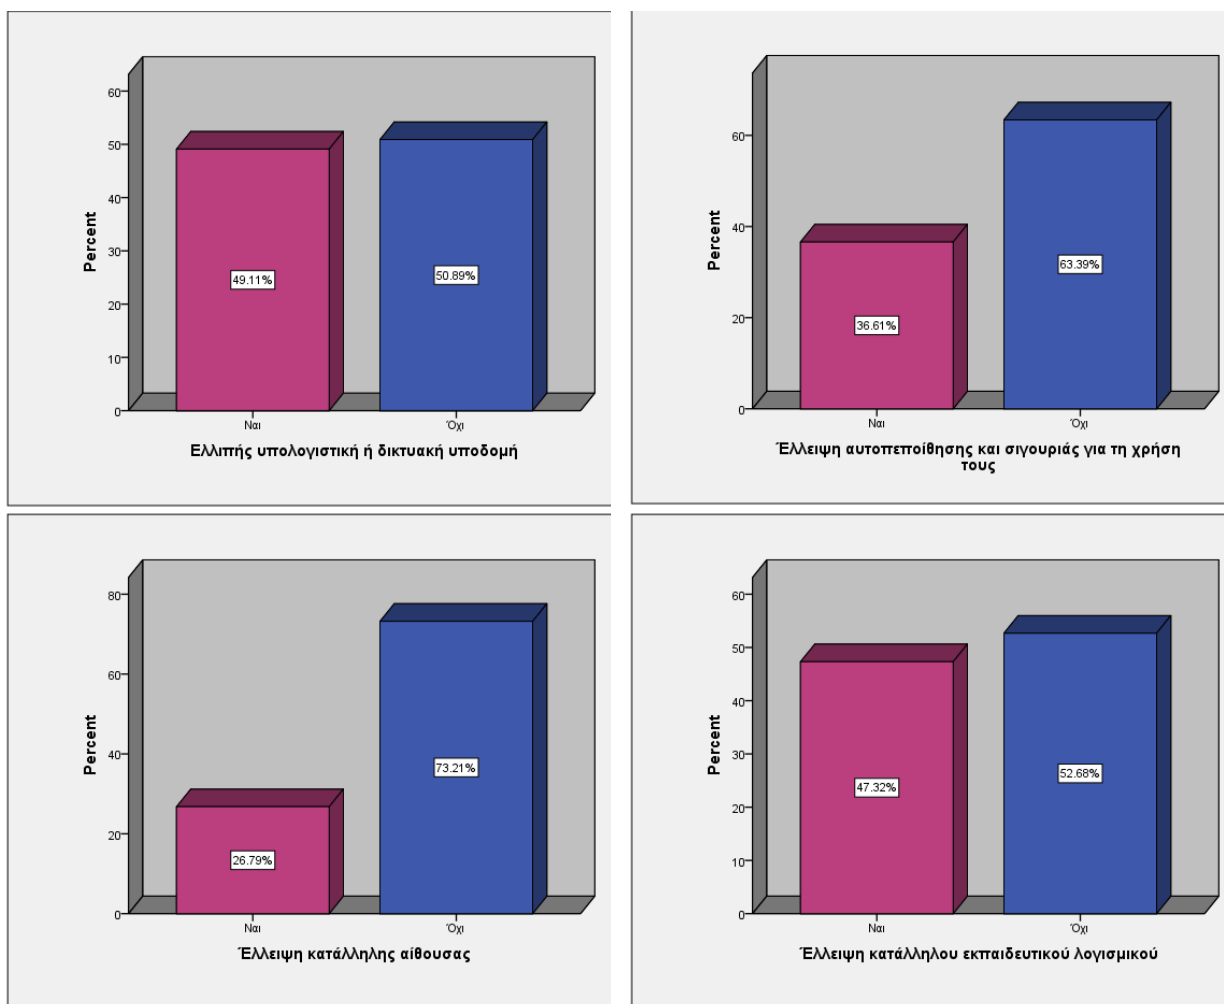 60
50
40
30
20
10
0
Percent
49.11%
50.89%
Ναι
Όχι
Ελλιπής υπολογιστική ή δικτυακή υποδομή
60
40
20
0
Percent
36.61%
63.39%
Ναι
Όχι
Έλλειψη αυτοπεποίθησης και σιγουριάς για τη χρήση
τους
80
60
40
20
0
Percent
26.79%
73.21%
Ναι
Όχι
Έλλειψη κατάλληλης αίθουσας
60
50
40
30
20
10
0
Percent
47.32%
52.68%
Ναι
Όχι
Έλλειψη κατάλληλου εκπαιδευτικού λογισμικού